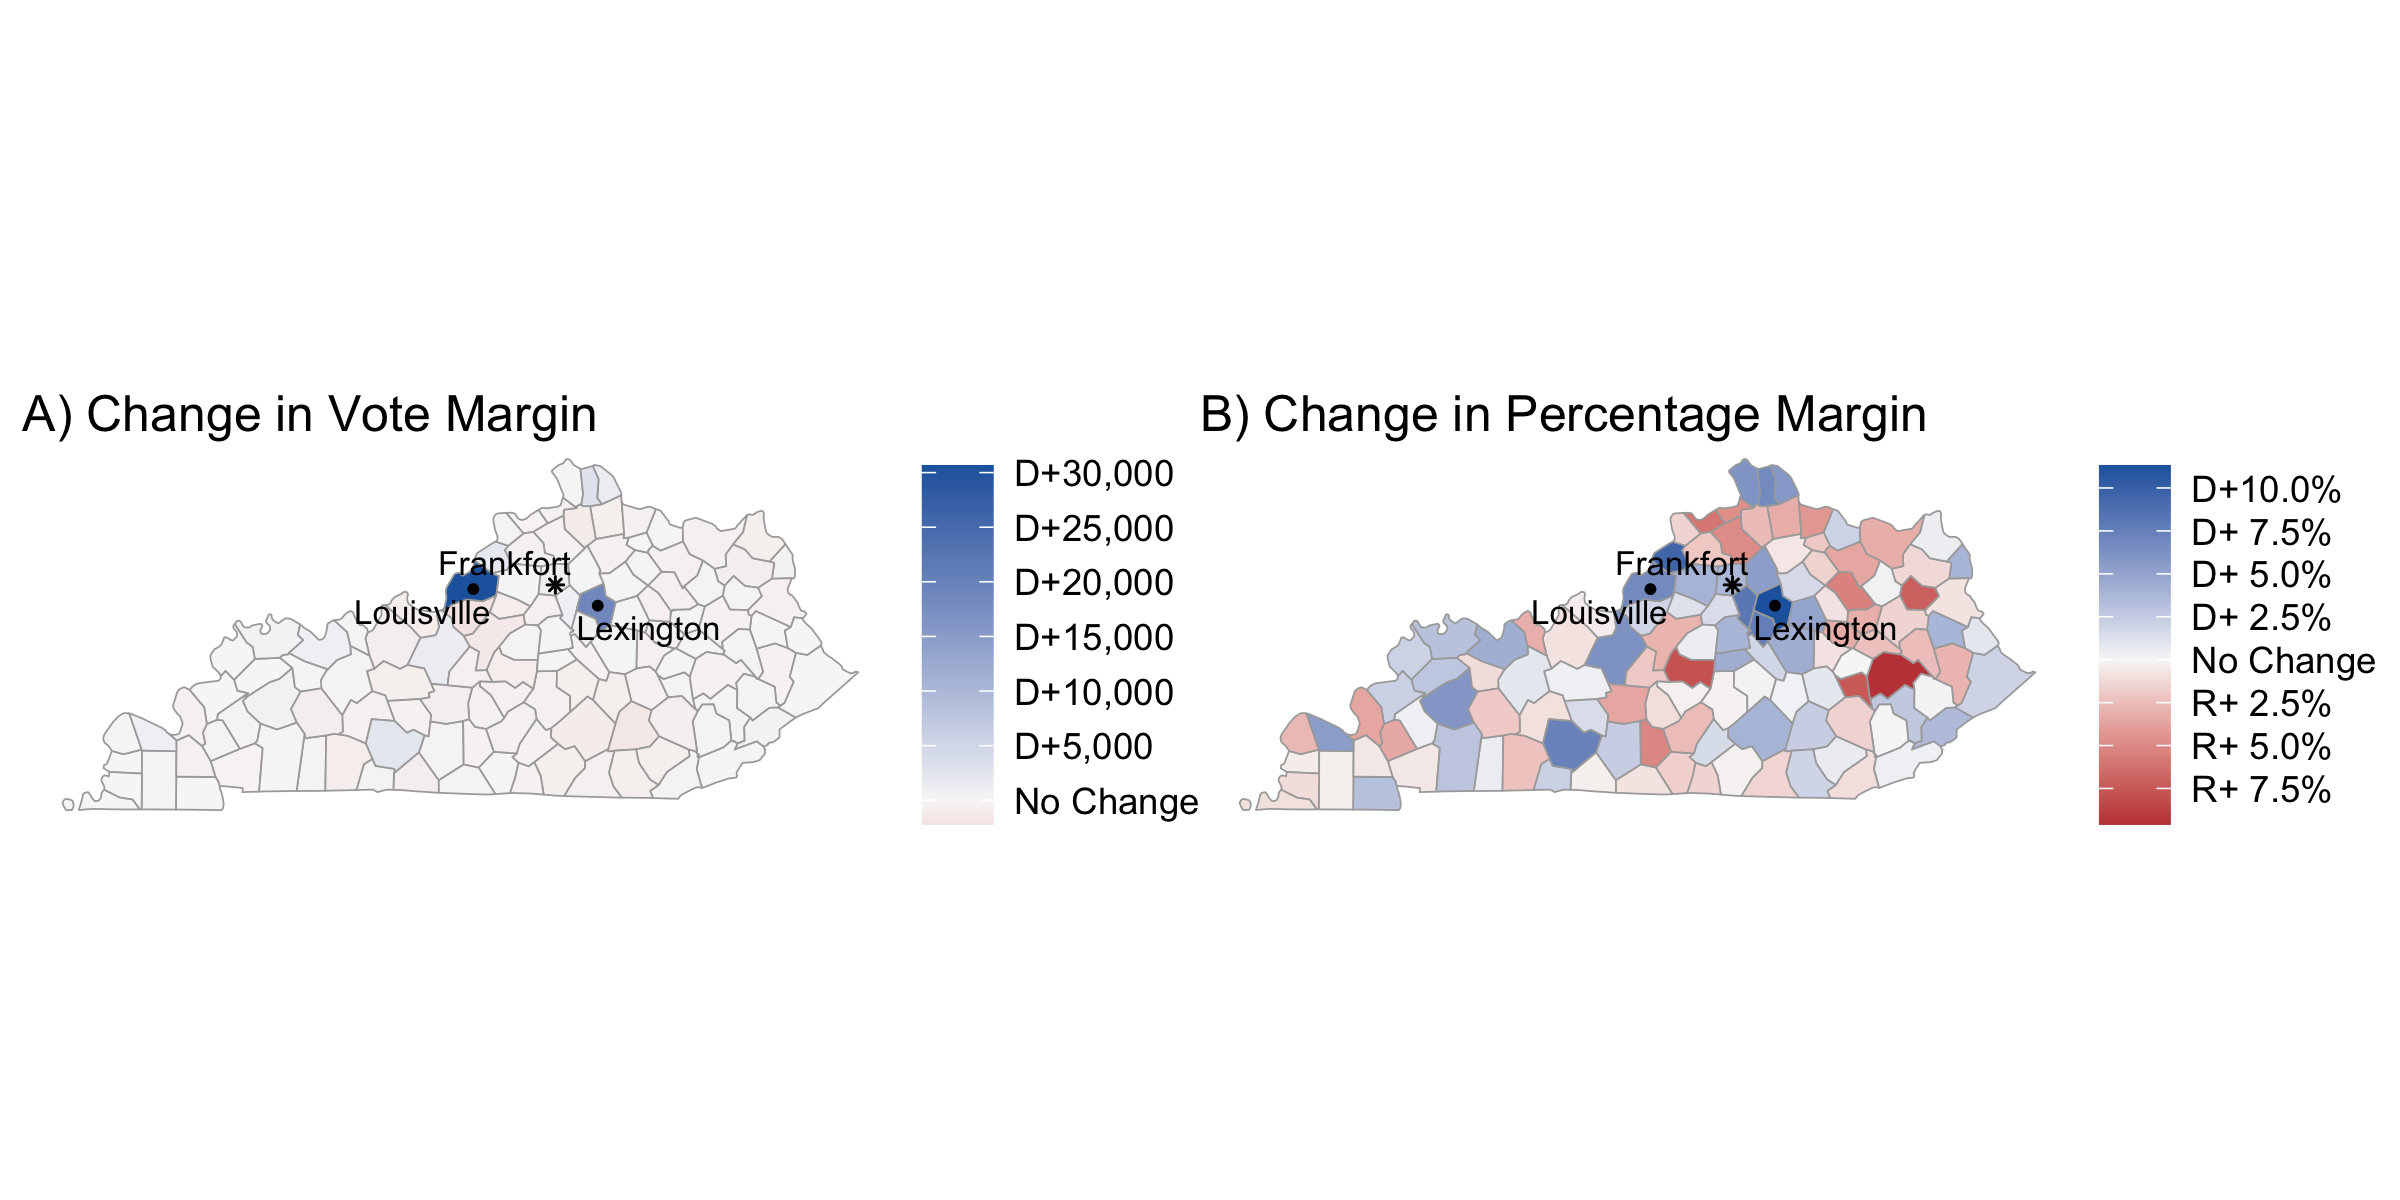 A) Change in Vote Margin
Frankfort
Louisville
Lexington
D+30,000
D+25,000
D+20,000
D+15,000
D+10,000
D+5,000
No Change
B) Change in Percentage Margin
Frankfort
Louisville
Lexington
D+10.0%
D+ 7.5%
D+ 5.0%
D+ 2.5%
No Change
R+ 2.5%
R+ 5.0%
R+ 7.5%